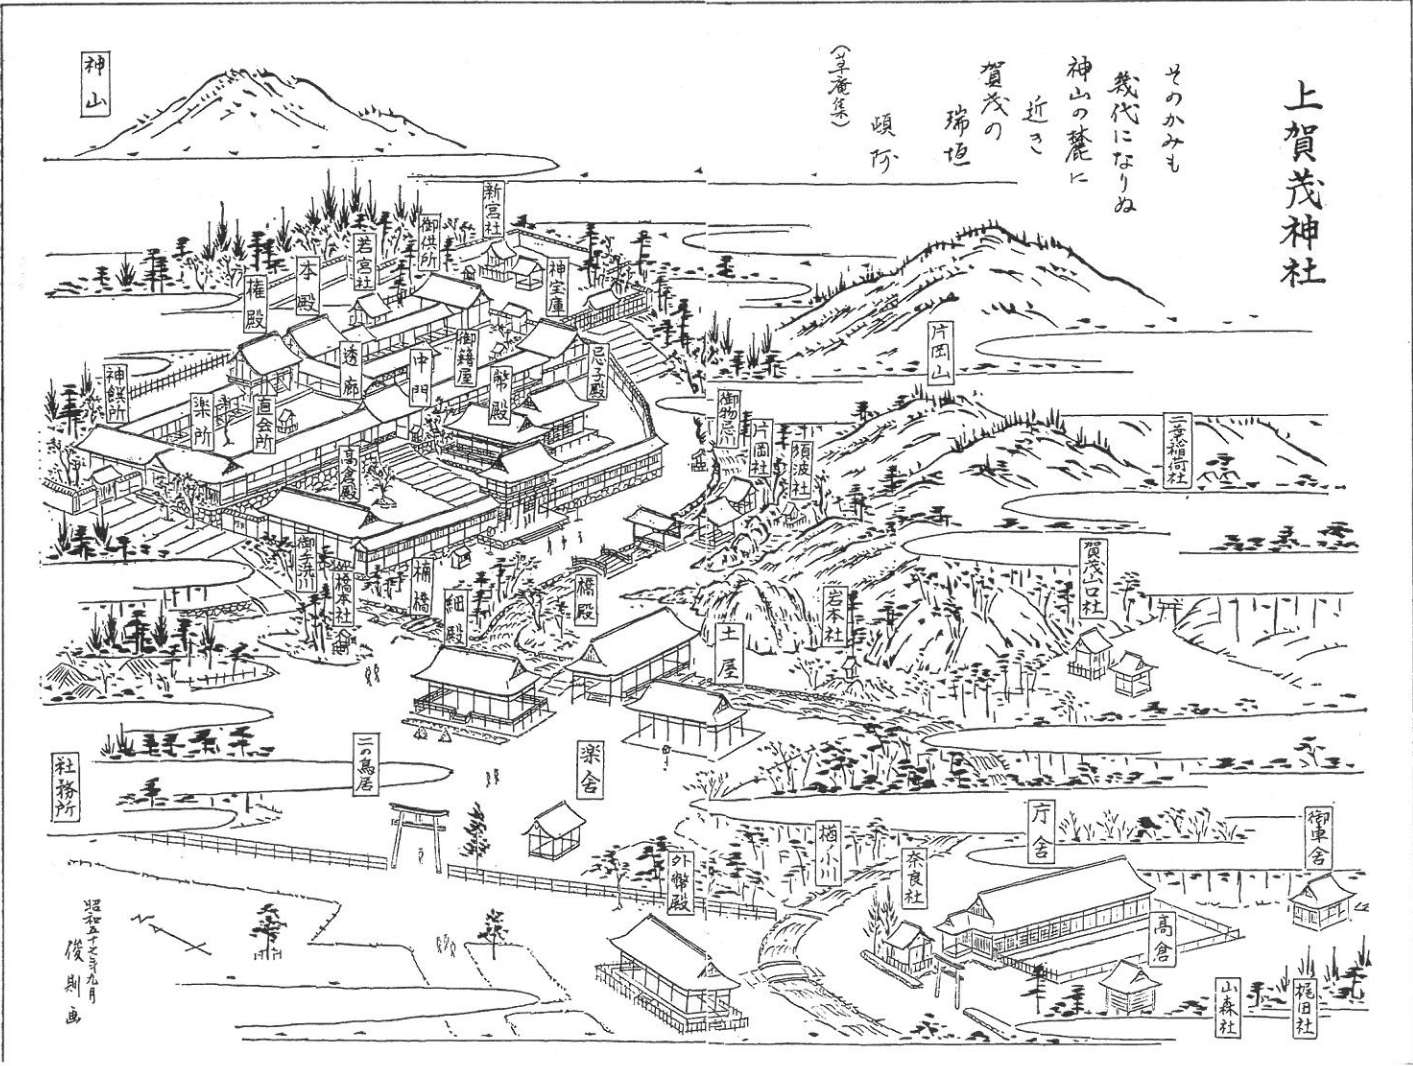 上賀茂神社
そのかみも
幾代になりぬ
神山の麓に
近き
賀茂の
瑞垣
頓阿
(草庵集)
神山
新宮社
御供所
若宮社
本殿
権殿
神宝庫
片岡山
透廊
中門
御籍屋
幣殿
忌子殿
神饌所
楽所
直会所
高倉殿
御物忌川
片岡社
須波社
二葉稲荷社
賀茂山口社
御手洗川
橋本社
楠橋
細殿
橋殿
岩本社
土屋
社務所
二の鳥居
楽舎
外幣殿
楢小川
奈良社
庁舎
御車舎
高倉
山森社
梶田社
昭和五十七年九月
俊則画